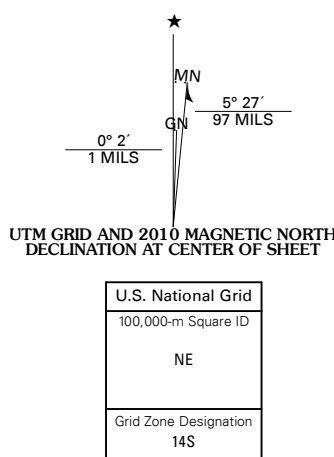 ★
MN
GN
5° 27´
97 MILS
0° 2´
1 MILS
UTM GRID AND 2010 MAGNETIC NORTH
DECLINATION AT CENTER OF SHEET
U.S. National Grid
100,000-m Square ID
NE
Grid Zone Designation
14S